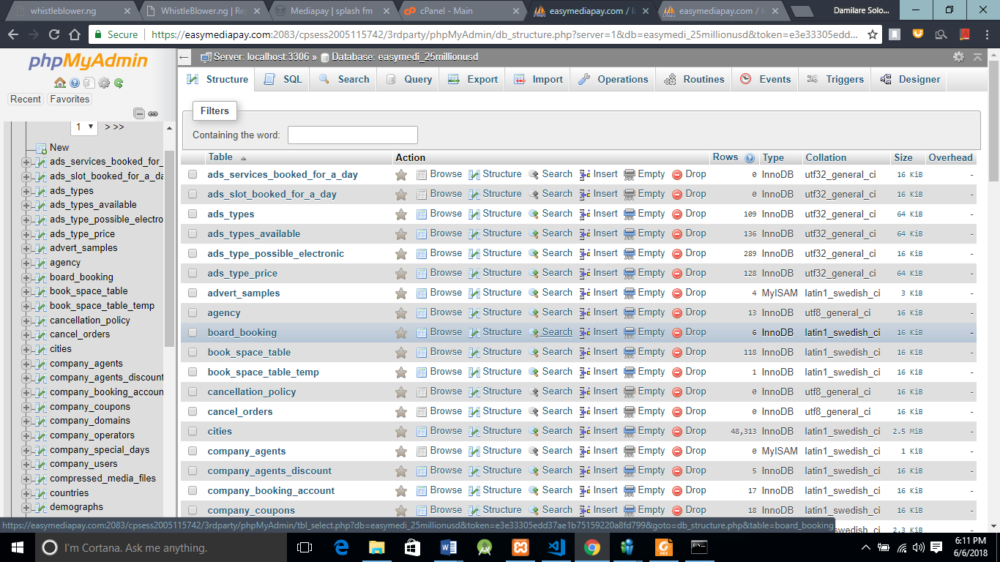 whistleblower.ng
WhistleBlower.ng | Rep
Mediapay | splash fm
cPanel - Main
easymediapay.com / lo
easymediapay.com / lo
Damilare Solo...
Secure https://easymediapay.com:2083/cpsess2005115742/3rdparty/phpMyAdmin/db_structure.php?server=1&db=easymedi_25millionusd&token=e3e33305edd...
phpMyAdmin
Recent Favorites
1 > >>
New
ads_services_booked_for_
ads_slot_booked_for_a_da
ads_types
ads_types_available
ads_type_possible_electro
ads_type_price
advert_samples
agency
board_booking
book_space_table
book_space_table_temp
cancellation_policy
cancel_orders
cities
company_agents
company_agents_discount
company_booking_accoun
company_coupons
company_domains
company_operators
company_special_days
company_users
compressed_media_files
countries
demographs
Server: localhost:3306 » Database: easymedi_25millionusd
Structure SQL Search Query Export Import Operations Routines Events Triggers Designer
Filters
Containing the word:
Table Action Rows Type Collation Size Overhead
ads_services_booked_for_a_day Browse Structure Search Insert Empty Drop 0 InnoDB utf32_general_ci 16 KiB -
ads_slot_booked_for_a_day Browse Structure Search Insert Empty Drop 0 InnoDB utf32_general_ci 16 KiB -
ads_types Browse Structure Search Insert Empty Drop 109 InnoDB utf32_general_ci 64 KiB -
ads_types_available Browse Structure Search Insert Empty Drop 136 InnoDB utf32_general_ci 64 KiB -
ads_type_possible_electronic Browse Structure Search Insert Empty Drop 289 InnoDB utf32_general_ci 16 KiB -
ads_type_price Browse Structure Search Insert Empty Drop 128 InnoDB utf32_general_ci 64 KiB -
advert_samples Browse Structure Search Insert Empty Drop 4 MyISAM latin1_swedish_ci 3 KiB -
agency Browse Structure Search Insert Empty Drop 13 InnoDB utf8_general_ci 16 KiB -
board_booking Browse Structure Search Insert Empty Drop 6 InnoDB latin1_swedish_ci 16 KiB -
book_space_table Browse Structure Search Insert Empty Drop 118 InnoDB latin1_swedish_ci 16 KiB -
book_space_table_temp Browse Structure Search Insert Empty Drop 1 InnoDB latin1_swedish_ci 16 KiB -
cancellation_policy Browse Structure Search Insert Empty Drop 0 InnoDB utf8_general_ci 16 KiB -
cancel_orders Browse Structure Search Insert Empty Drop 0 InnoDB utf8_general_ci 16 KiB -
cities Browse Structure Search Insert Empty Drop 48,313 InnoDB latin1_swedish_ci 2.5 MiB -
company_agents Browse Structure Search Insert Empty Drop 0 MyISAM latin1_swedish_ci 1 KiB -
company_agents_discount Browse Structure Search Insert Empty Drop 5 InnoDB latin1_swedish_ci 16 KiB -
company_booking_account Browse Structure Search Insert Empty Drop 17 InnoDB latin1_swedish_ci 16 KiB -
company_coupons Browse Structure Search Insert Empty Drop 18 InnoDB latin1_swedish_ci 16 KiB -
https://easymediapay.com:2083/cpsess2005115742/3rdparty/phpMyAdmin/tbl_select.php?db=easymedi_25millionusd&token=e3e33305edd37ae1b75159220a8fd799&goto=db_structure.php&table=board_booking swedish_ci 2.3 KiB -
I'm Cortana. Ask me anything.
6:11 PM
6/6/2018